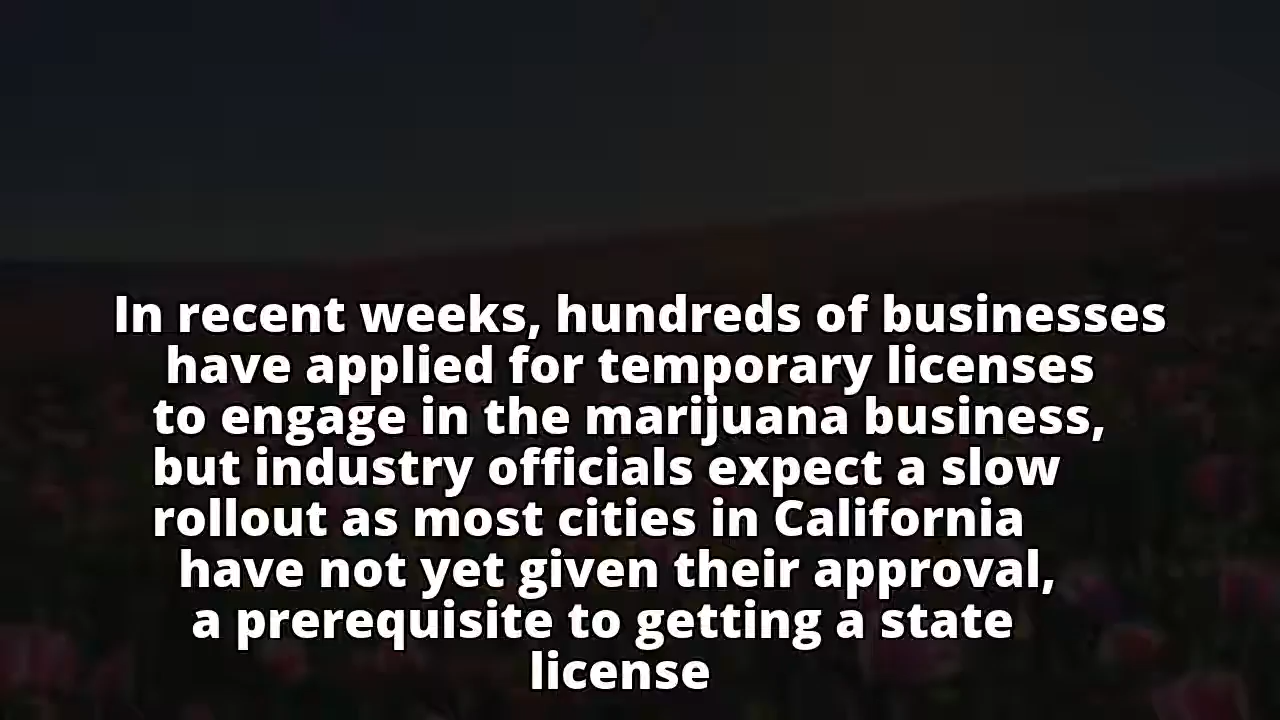 In recent weeks, hundreds of businesses
have applied for temporary licenses
to engage in the marijuana business,
but industry officials expect a slow
rollout as most cities in California
have not yet given their approval,
a prerequisite to getting a state
license